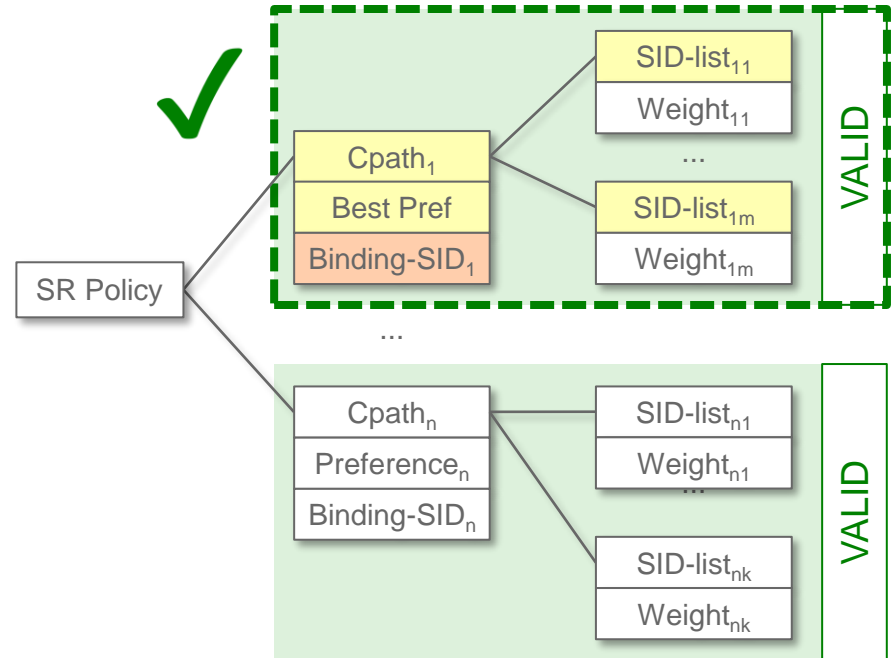 SID-list₁₁
Weight₁₁
...
Cpath₁
Best Pref
Binding-SID₁
SID-list₁ₘ
Weight₁ₘ
VALID
SR Policy
...
Cpathₙ
Preferenceₙ
Binding-SIDₙ
SID-listₙ₁
Weightₙ₁
...
SID-listₙₖ
Weightₙₖ
VALID